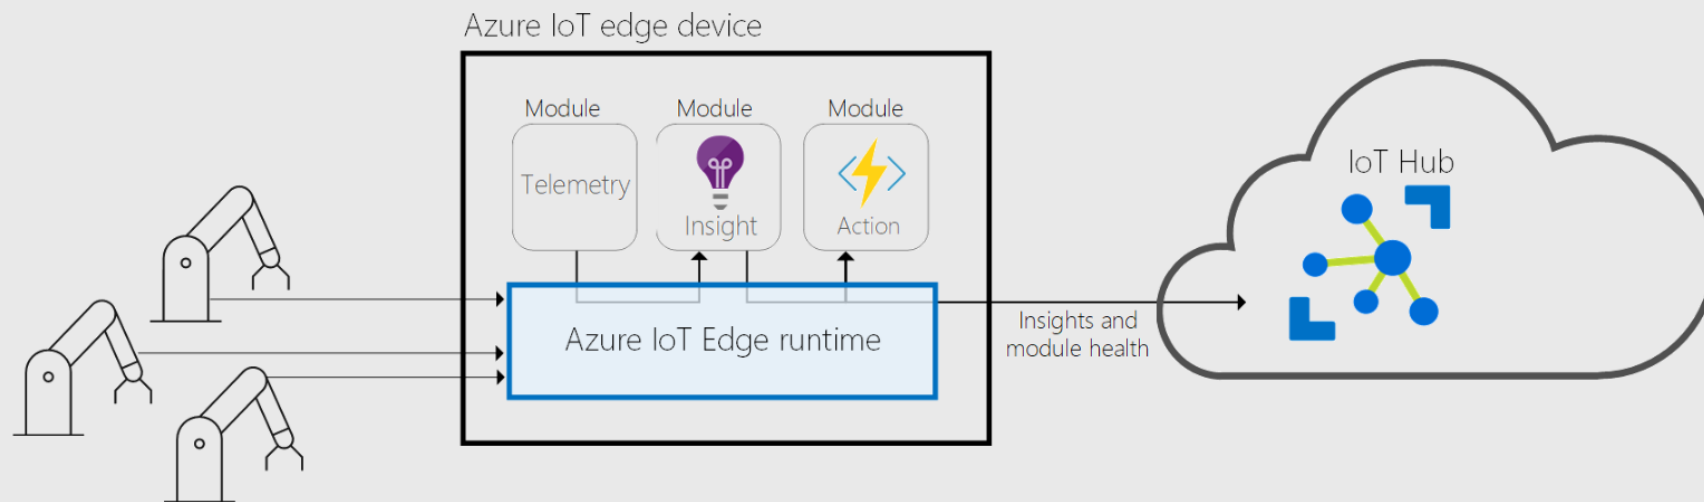 Azure IoT edge device
Module
Module
Module
Telemetry
Insight
Action
Azure IoT Edge runtime
Insights and
module health
IoT Hub